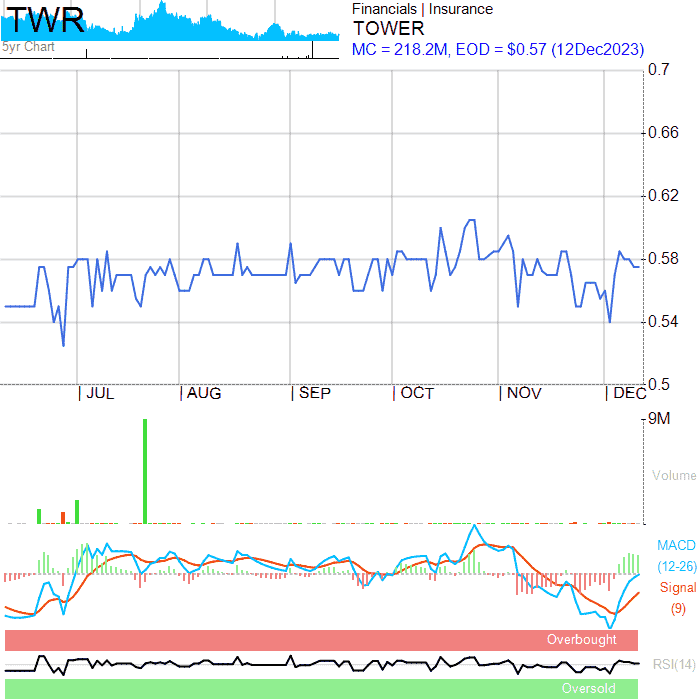 TWR
5yr Chart
Financials | Insurance
TOWER
MC = 218.2M, EOD = $0.57 (12Dec2023)
0.7
0.66
0.62
0.58
0.54
0.5
JUL AUG SEP OCT NOV DEC
9M
Volume
MACD
(12-26)
Signal
(9)
Overbought
RSI(14)
Oversold